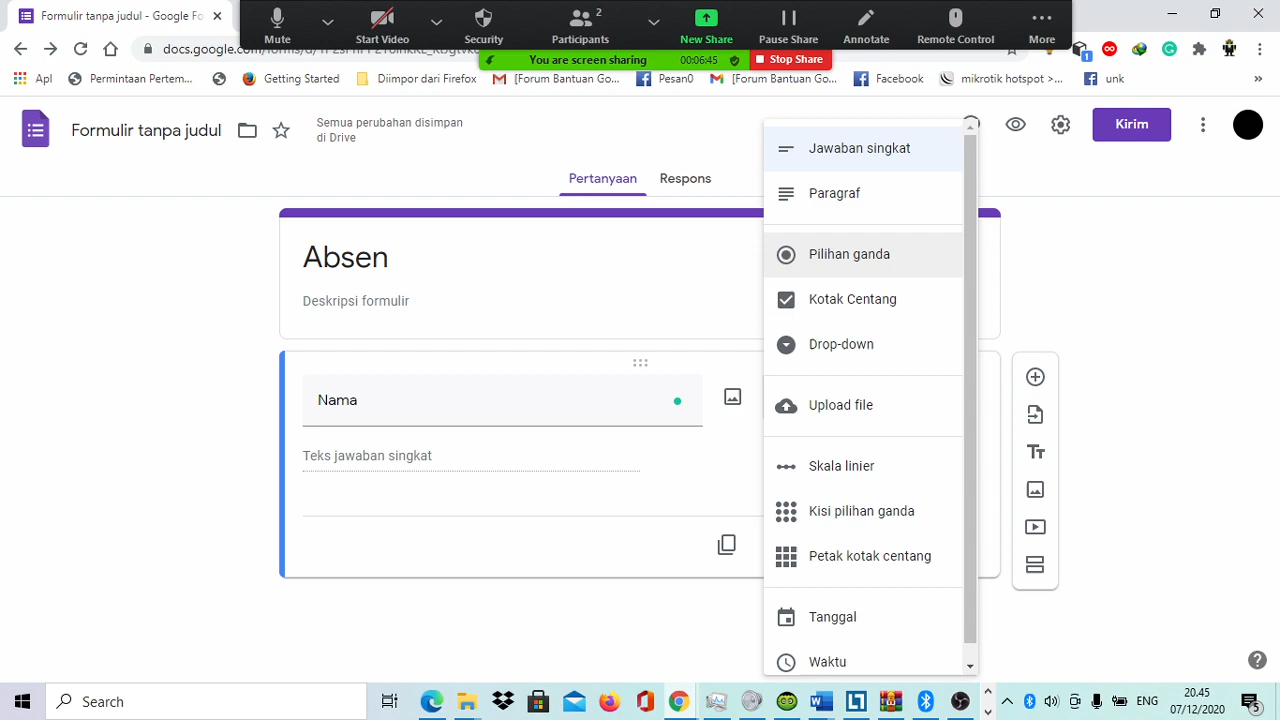 Formulir tanpa judul - Google Fo
Mute
Start Video
Security
2
Participants
New Share
Pause Share
Annotate
Remote Control
More
You are screen sharing
00:06:45
Stop Share
1
Apl
Permintaan Pertem...
Getting Started
Diimpor dari Firefox
[Forum Bantuan Go...
Pesan0
[Forum Bantuan Go...
Facebook
mikrotik hotspot >...
unk
»
Formulir tanpa judul
Semua perubahan disimpan
di Drive
Kirim
Pertanyaan
Respons
Absen
Deskripsi formulir
Nama
Teks jawaban singkat
Jawaban singkat
Paragraf
Pilihan ganda
Kotak Centang
Drop-down
Upload file
Skala linier
Kisi pilihan ganda
Petak kotak centang
Tanggal
Waktu
Tт
Search
ENG
20.45
07/12/2020
5